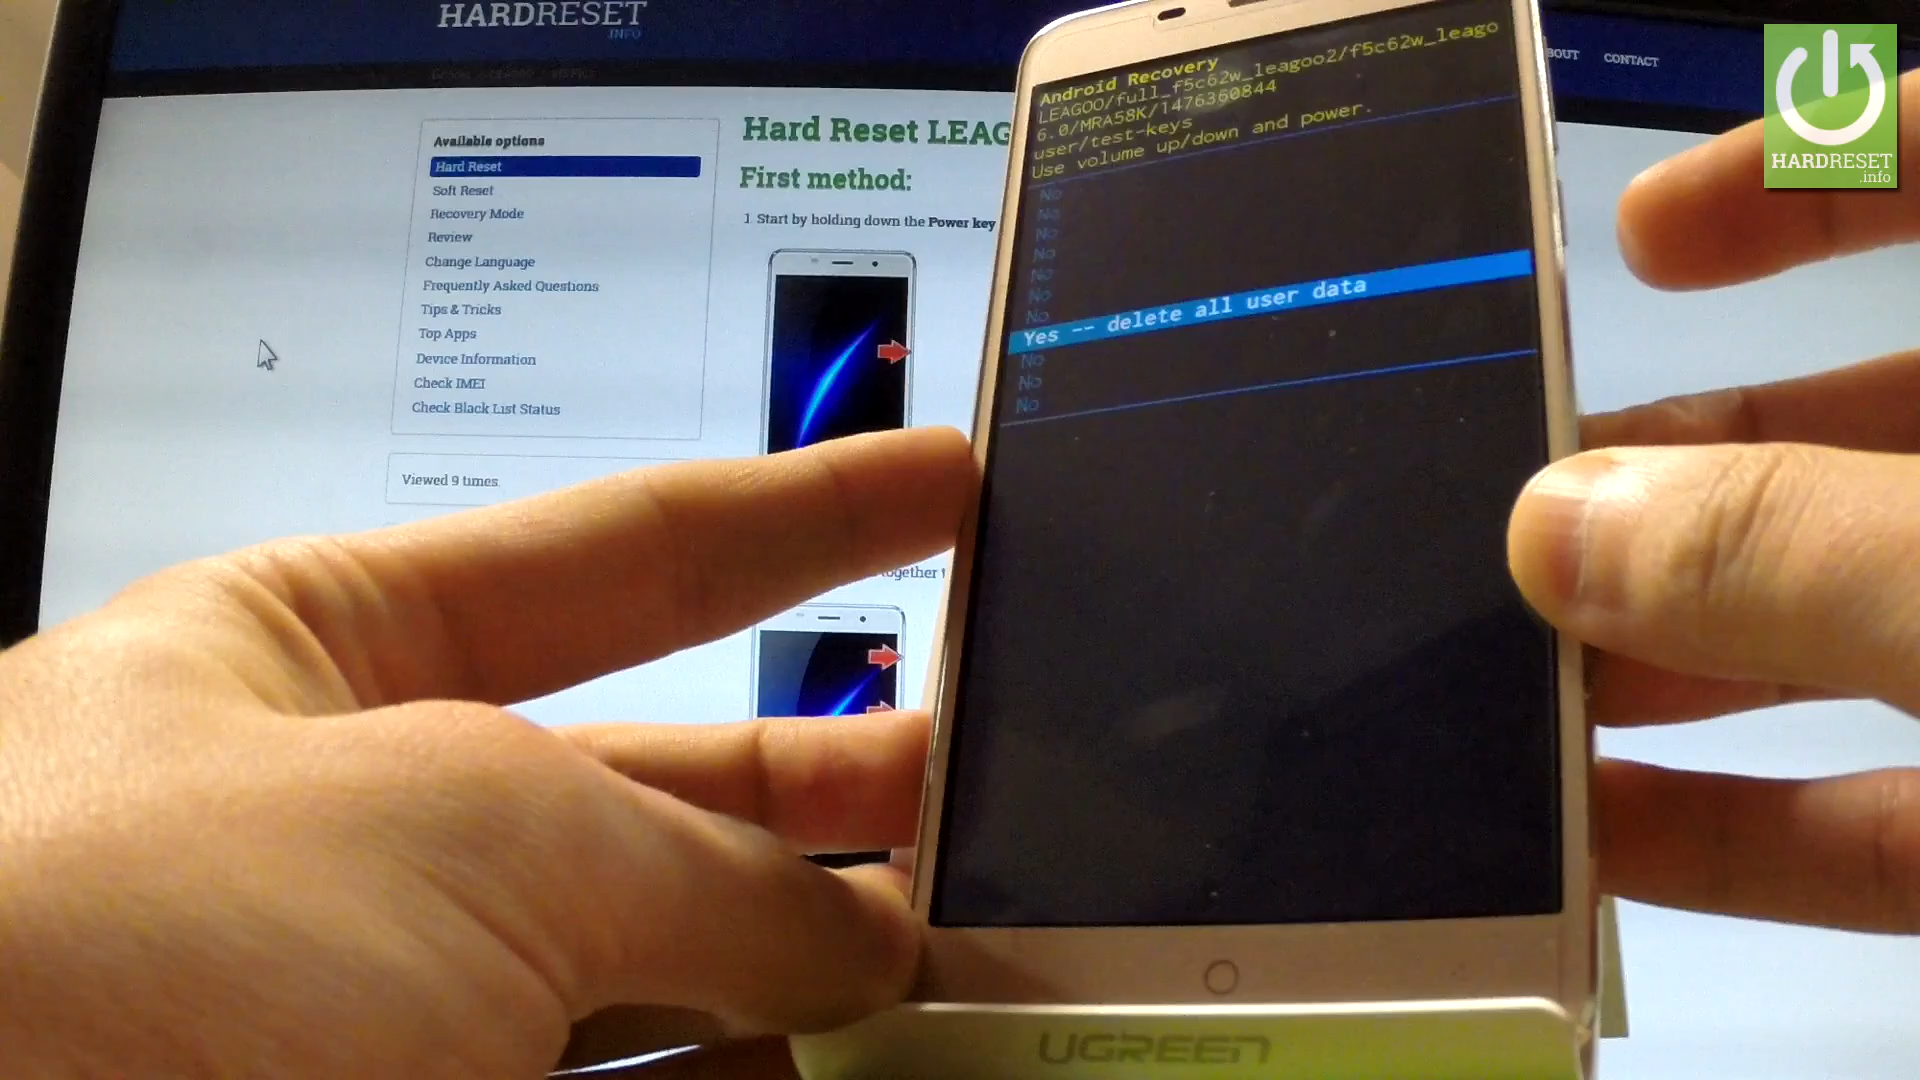 HARDRESET
.INFO
ABOUT CONTACT
HARDRESET
.info
Available options
Hard Reset
Soft Reset
Recovery Mode
Review
Change Language
Frequently Asked Questions
Tips & Tricks
Top Apps
Device Information
Check IMEI
Check Black List Status
Viewed 9 times.
Hard Reset LEAG
First method:
1. Start by holding down the Power key
together
Android Recovery
LEAGOO/full_f5c62w_leagoo2/f5c62w_leago
6.0/MRA58K/1476360844
user/test-keys
Use volume up/down and power.
No
No
No
No
No
No
No
Yes -- delete all user data
No
No
No
UGREEN